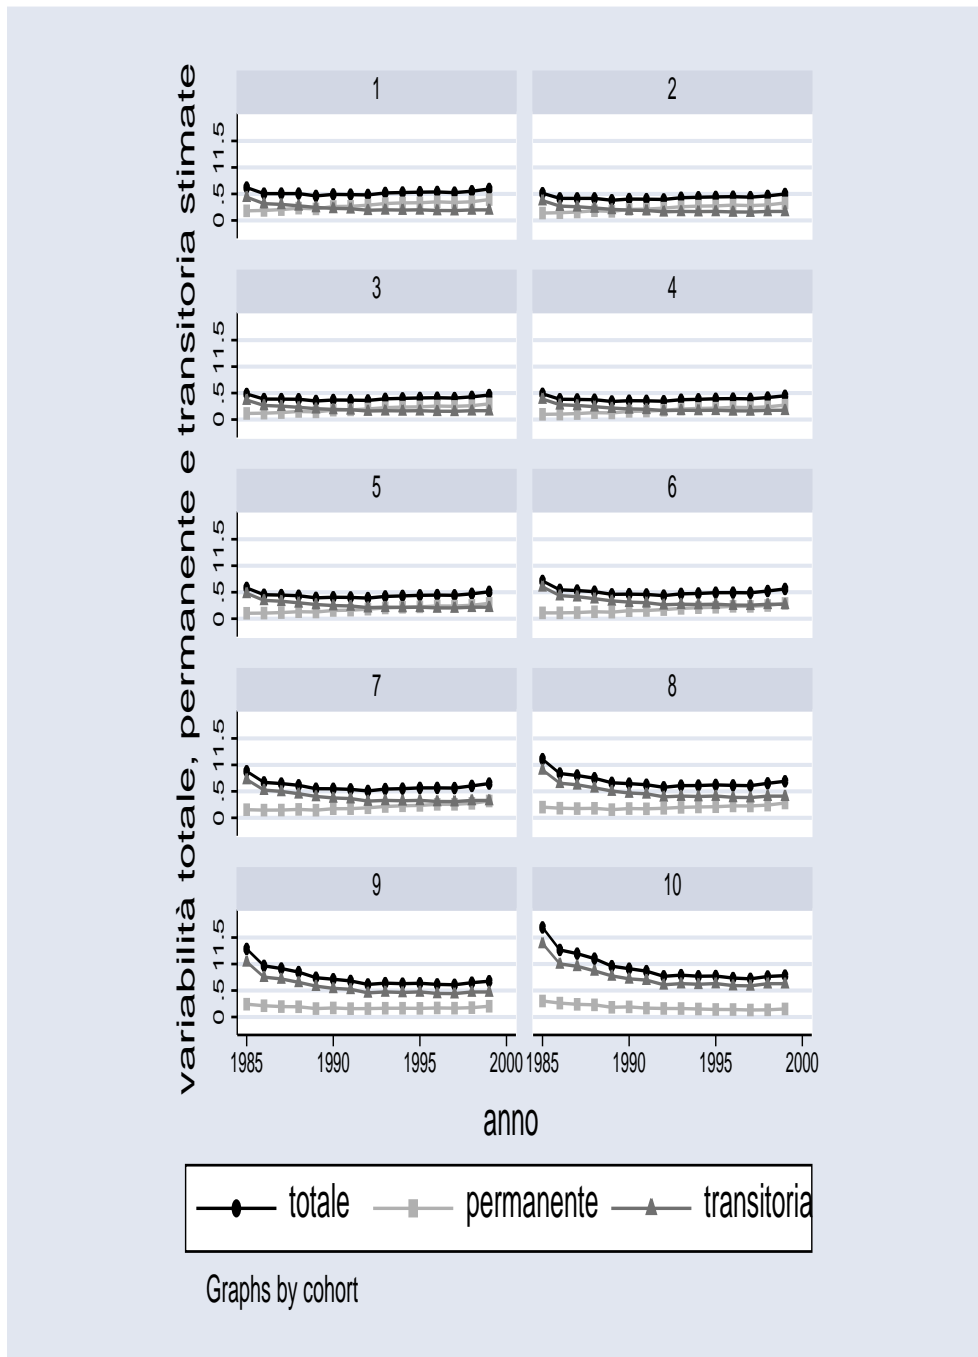 variabilità totale, permanente e transitoria stimate
1
2
0 .5 1 1.5
3
4
0 .5 1 1.5
5
6
0 .5 1 1.5
7
8
0 .5 1 1.5
9
10
0 .5 1 1.5
1985 1990 1995 2000 1985 1990 1995 2000
anno
totale permanente transitoria
Graphs by cohort